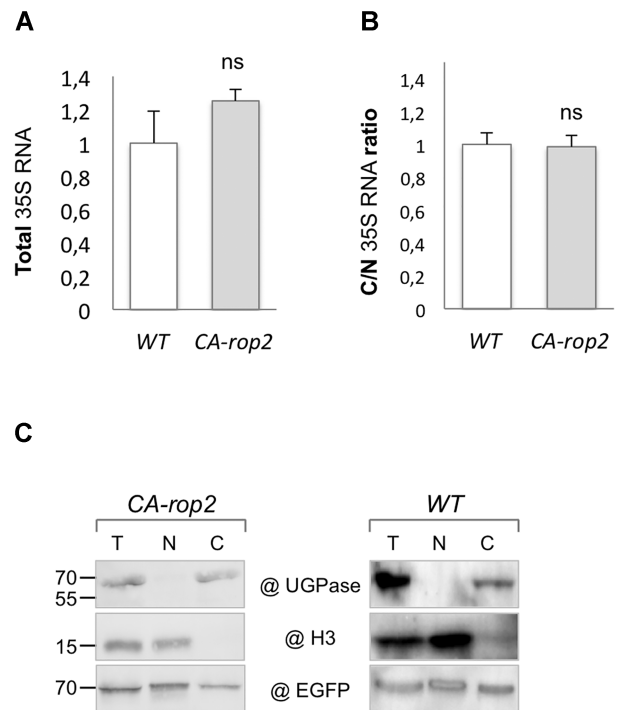 A
Total 35S RNA
ns
1,4
1,2
1
0,8
0,6
0,4
0,2
0
WT CA-rop2
B
C/N 35S RNA ratio
ns
1,4
1,2
1
0,8
0,6
0,4
0,2
0
WT CA-rop2
C
CA-rop2 WT
T N C T N C
70
55
@ UGPase
15
@ H3
70
@ EGFP